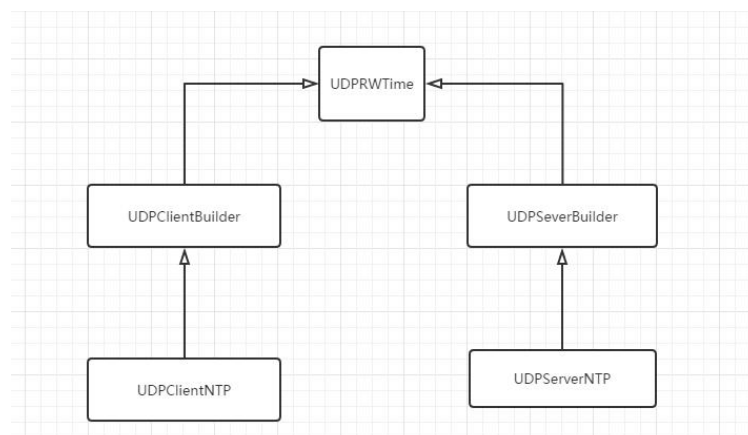 UDPRWTime
UDPClientBuilder
UDPSeverBuilder
UDPClientNTP
UDPServerNTP